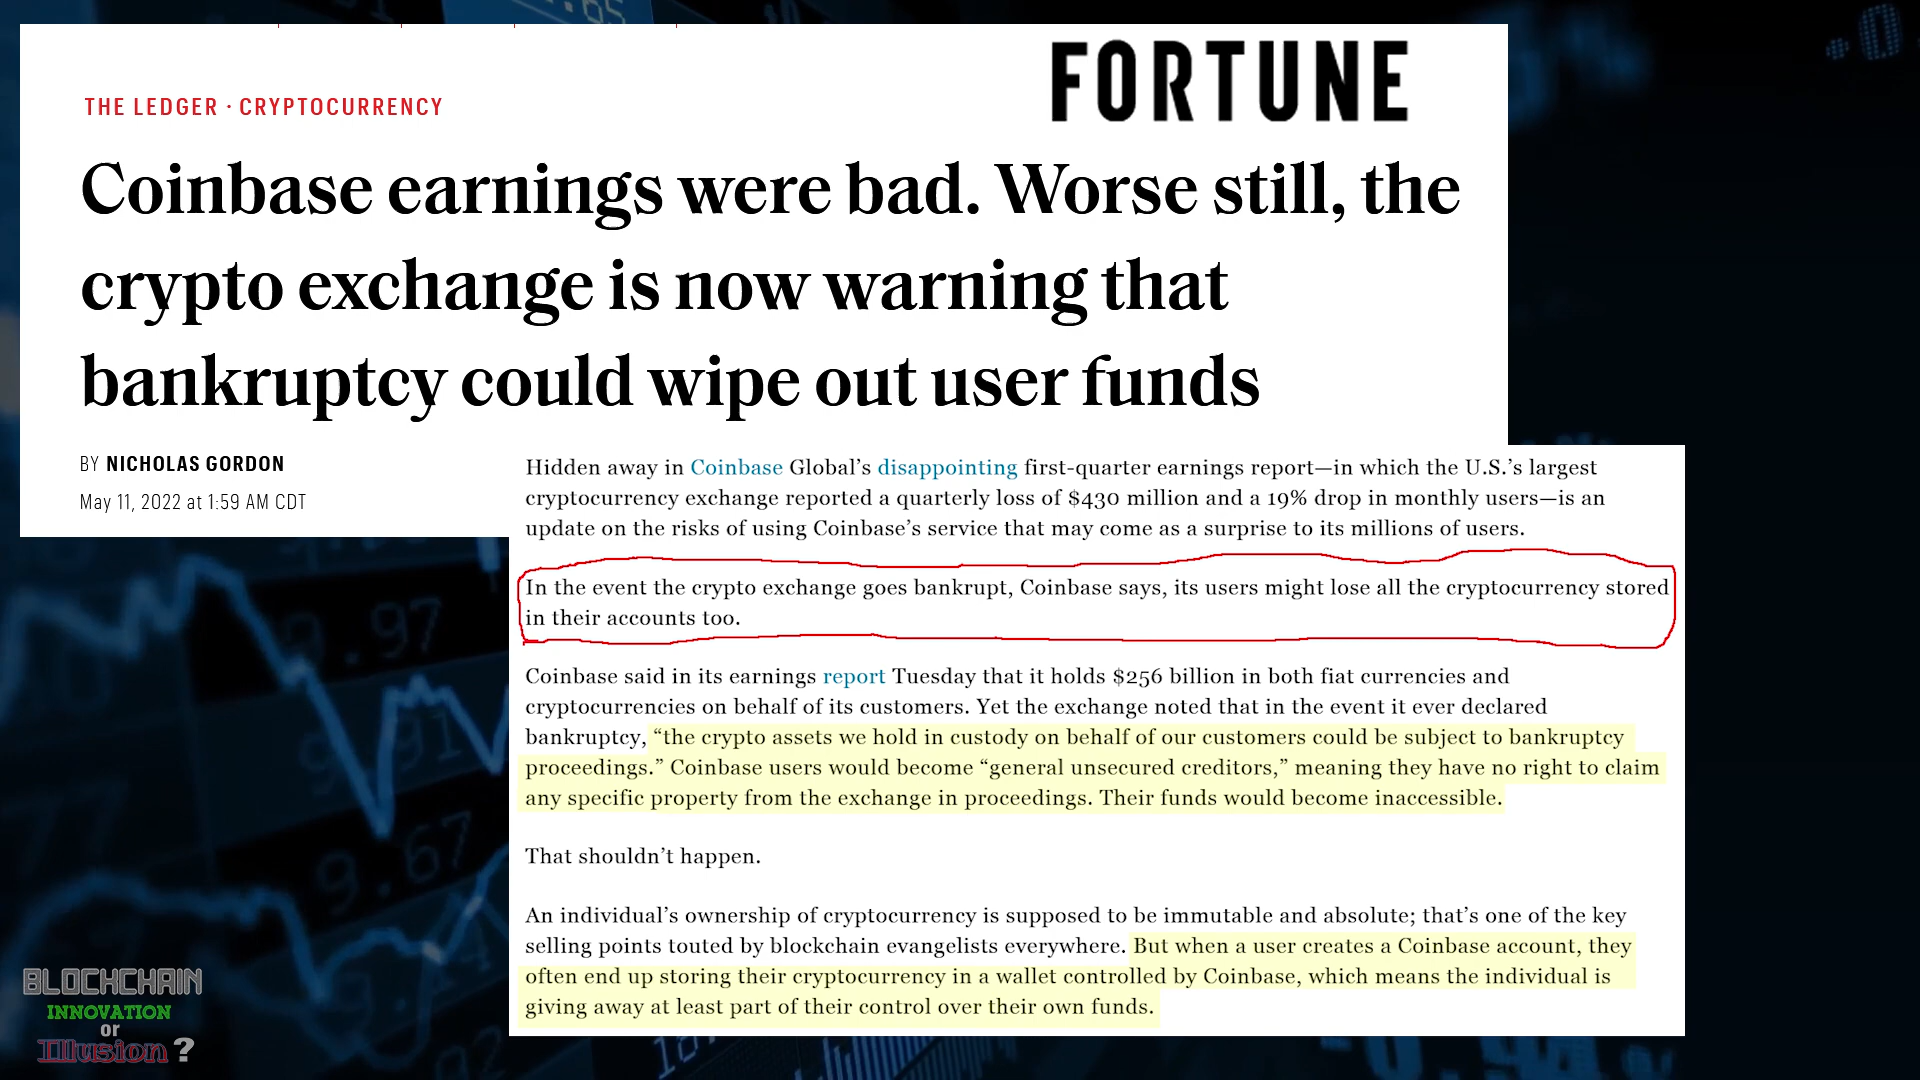 FORTUNE
THE LEDGER · CRYPTOCURRENCY
Coinbase earnings were bad. Worse still, the
crypto exchange is now warning that
bankruptcy could wipe out user funds
BY NICHOLAS GORDON
May 11, 2022 at 1:59 AM CDT
Hidden away in Coinbase Global’s disappointing first-quarter earnings report—in which the U.S.’s largest
cryptocurrency exchange reported a quarterly loss of $430 million and a 19% drop in monthly users—is an
update on the risks of using Coinbase’s service that may come as a surprise to its millions of users.
In the event the crypto exchange goes bankrupt, Coinbase says, its users might lose all the cryptocurrency stored
in their accounts too.
Coinbase said in its earnings report Tuesday that it holds $256 billion in both fiat currencies and
cryptocurrencies on behalf of its customers. Yet the exchange noted that in the event it ever declared
bankruptcy, “the crypto assets we hold in custody on behalf of our customers could be subject to bankruptcy
proceedings.” Coinbase users would become “general unsecured creditors,” meaning they have no right to claim
any specific property from the exchange in proceedings. Their funds would become inaccessible.
That shouldn’t happen.
An individual’s ownership of cryptocurrency is supposed to be immutable and absolute; that’s one of the key
selling points touted by blockchain evangelists everywhere. But when a user creates a Coinbase account, they
often end up storing their cryptocurrency in a wallet controlled by Coinbase, which means the individual is
giving away at least part of their control over their own funds.
9.67
BLOCKCHAIN
INNOVATION
or
Illusion ?